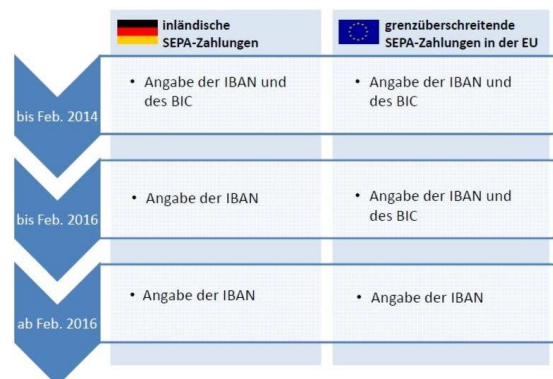 inländische
SEPA-Zahlungen
grenzüberschreitende
SEPA-Zahlungen in der EU
bis Feb. 2014
• Angabe der IBAN und
des BIC
• Angabe der IBAN und
des BIC
bis Feb. 2016
• Angabe der IBAN
• Angabe der IBAN und
des BIC
ab Feb. 2016
• Angabe der IBAN
• Angabe der IBAN